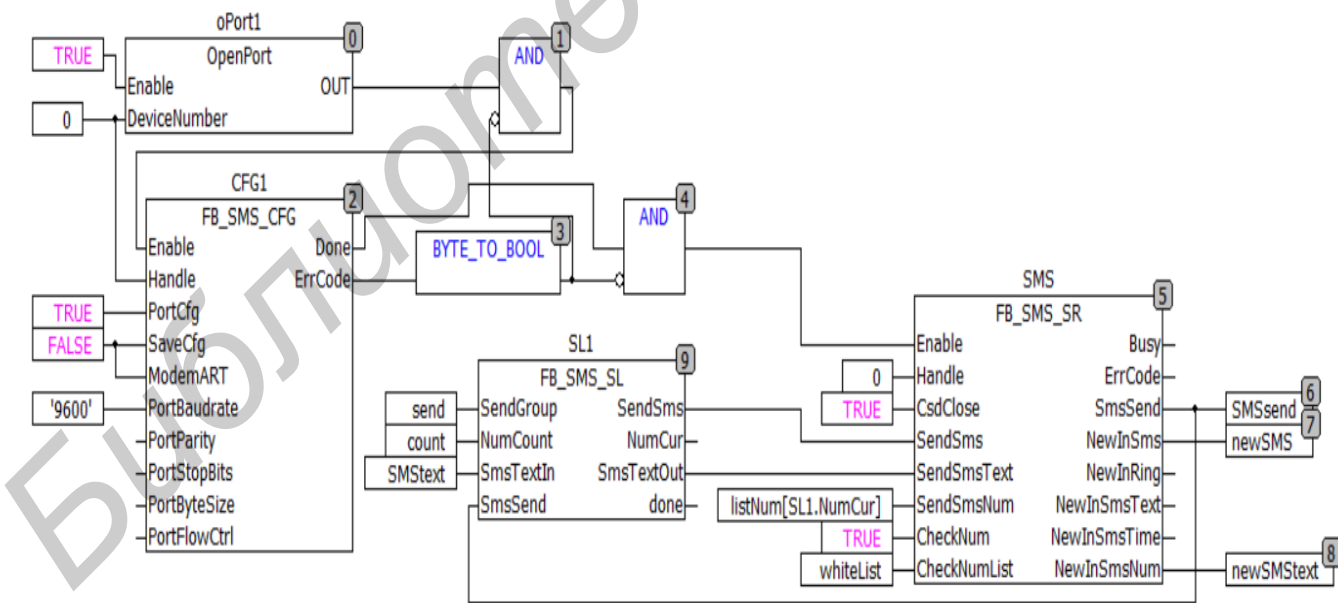 oPort1
0
OpenPort
TRUE
Enable
OUT
0
DeviceNumber
1
AND
CFG1
2
FB_SMS_CFG
Enable
Done
Handle
ErrCode
TRUE
PortCfg
FALSE
SaveCfg
ModemART
'9600'
PortBaudrate
PortParity
PortStopBits
PortByteSize
PortFlowCtrl
3
BYTE_TO_BOOL
4
AND
SL1
9
FB_SMS_SL
send
SendGroup
SendSms
count
NumCount
NumCur
SMStext
SmsTextIn
SmsTextOut
SmsSend
done
SMS
5
FB_SMS_SR
Enable
Busy
0
Handle
ErrCode
TRUE
CsdClose
SmsSend
SendSms
NewInSms
SendSmsText
NewInRing
listNum[SL1.NumCur]
SendSmsNum
NewInSmsText
TRUE
CheckNum
NewInSmsTime
whiteList
CheckNumList
NewInSmsNum
6
SMSsend
7
newSMS
8
newSMStext
Библиоте